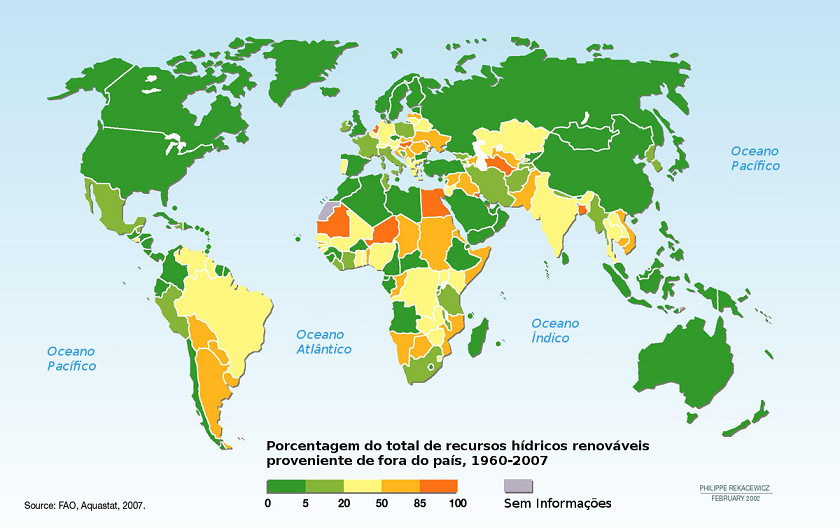 Oceano
Pacífico
Oceano
Atlântico
Oceano
Índico
Oceano
Pacífico
Porcentagem do total de recursos hídricos renováveis
proveniente de fora do país, 1960-2007
0 5 20 50 85 100
Sem Informações
PHILIPPE REKACEWICZ
FEBRUARY 2002
Source: FAO, Aquastat, 2007.